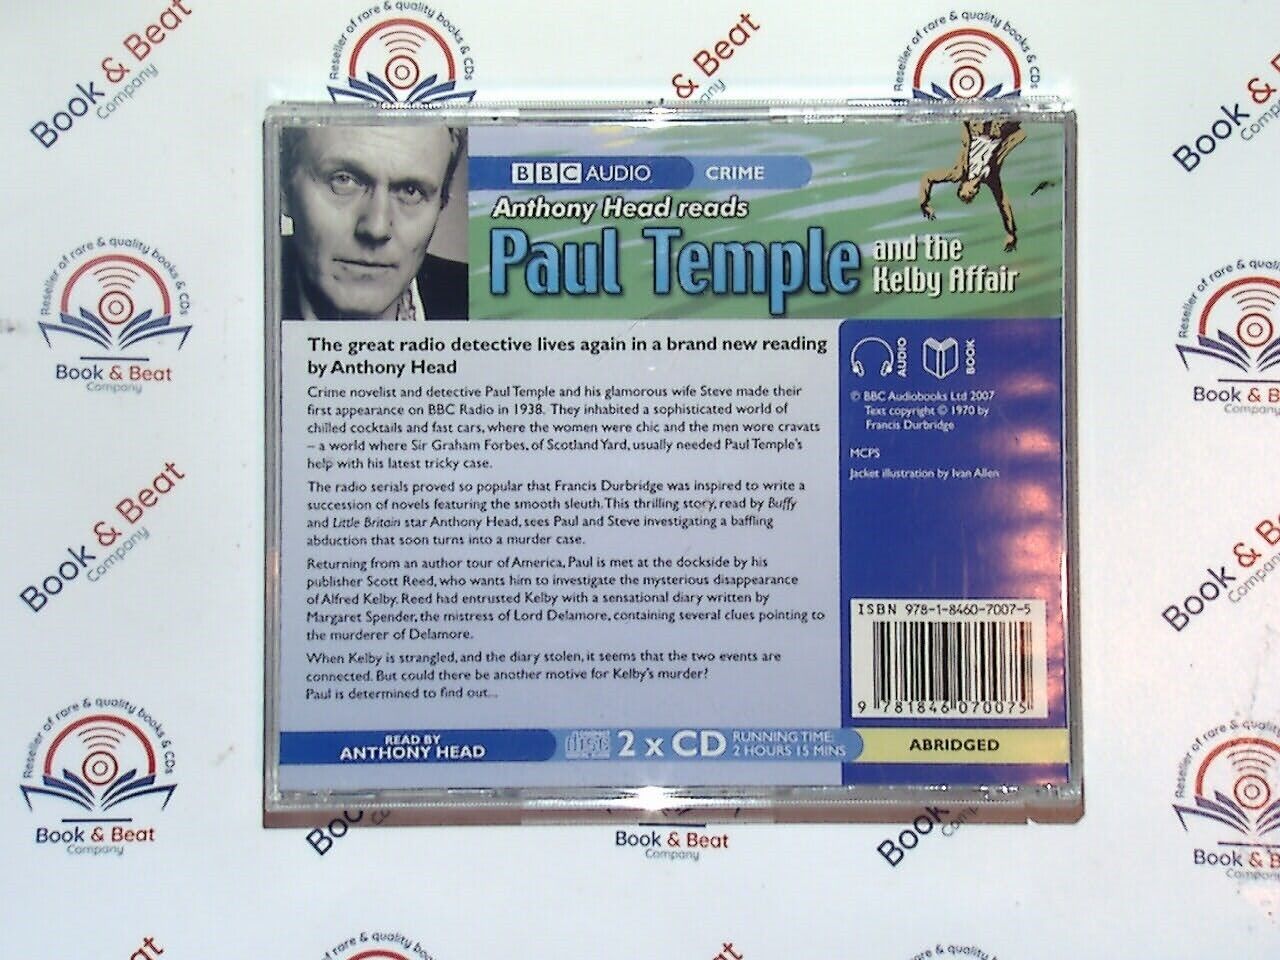 BBC AUDIO CRIME
Anthony Head reads
Paul Temple
and the
Kelby Affair
The great radio detective lives again in a brand new reading
by Anthony Head
Crime novelist and detective Paul Temple and his glamorous wife Steve made their
first appearance on BBC Radio in 1938. They inhabited a sophisticated world of
chilled cocktails and fast cars, where the women were chic and the men wore cravats
– a world where Sir Graham Forbes, of Scotland Yard, usually needed Paul Temple's
help with his latest tricky case.
The radio serials proved so popular that Francis Durbridge was inspired to write a
succession of novels featuring the smooth sleuth. This thrilling story, read by Buffy
and Little Britain star Anthony Head, sees Paul and Steve investigating a baffling
abduction that soon turns into a murder case.
Returning from an author tour of America, Paul is met at the dockside by his
publisher Scott Reed, who wants him to investigate the mysterious disappearance
of Alfred Kelby. Reed had entrusted Kelby with a sensational diary written by
Margaret Spender, the mistress of Lord Delamore, containing several clues pointing to
the murderer of Delamore.
When Kelby is strangled, and the diary stolen, it seems that the two events are
connected. But could there be another motive for Kelby's murder?
Paul is determined to find out...
AUDIO
BOOK
© BBC Audiobooks Ltd 2007
Text copyright © 1970 by
Francis Durbridge
MCPS
Jacket illustration by Ivan Allen
ISBN 978-1-8460-7007-5
9 781846 070075
READ BY
ANTHONY HEAD
COMPACT
disc
2 x CD
RUNNING TIME:
2 HOURS 15 MINS
ABRIDGED
Reseller of rare & quality books & CDs
Book & Beat
Company